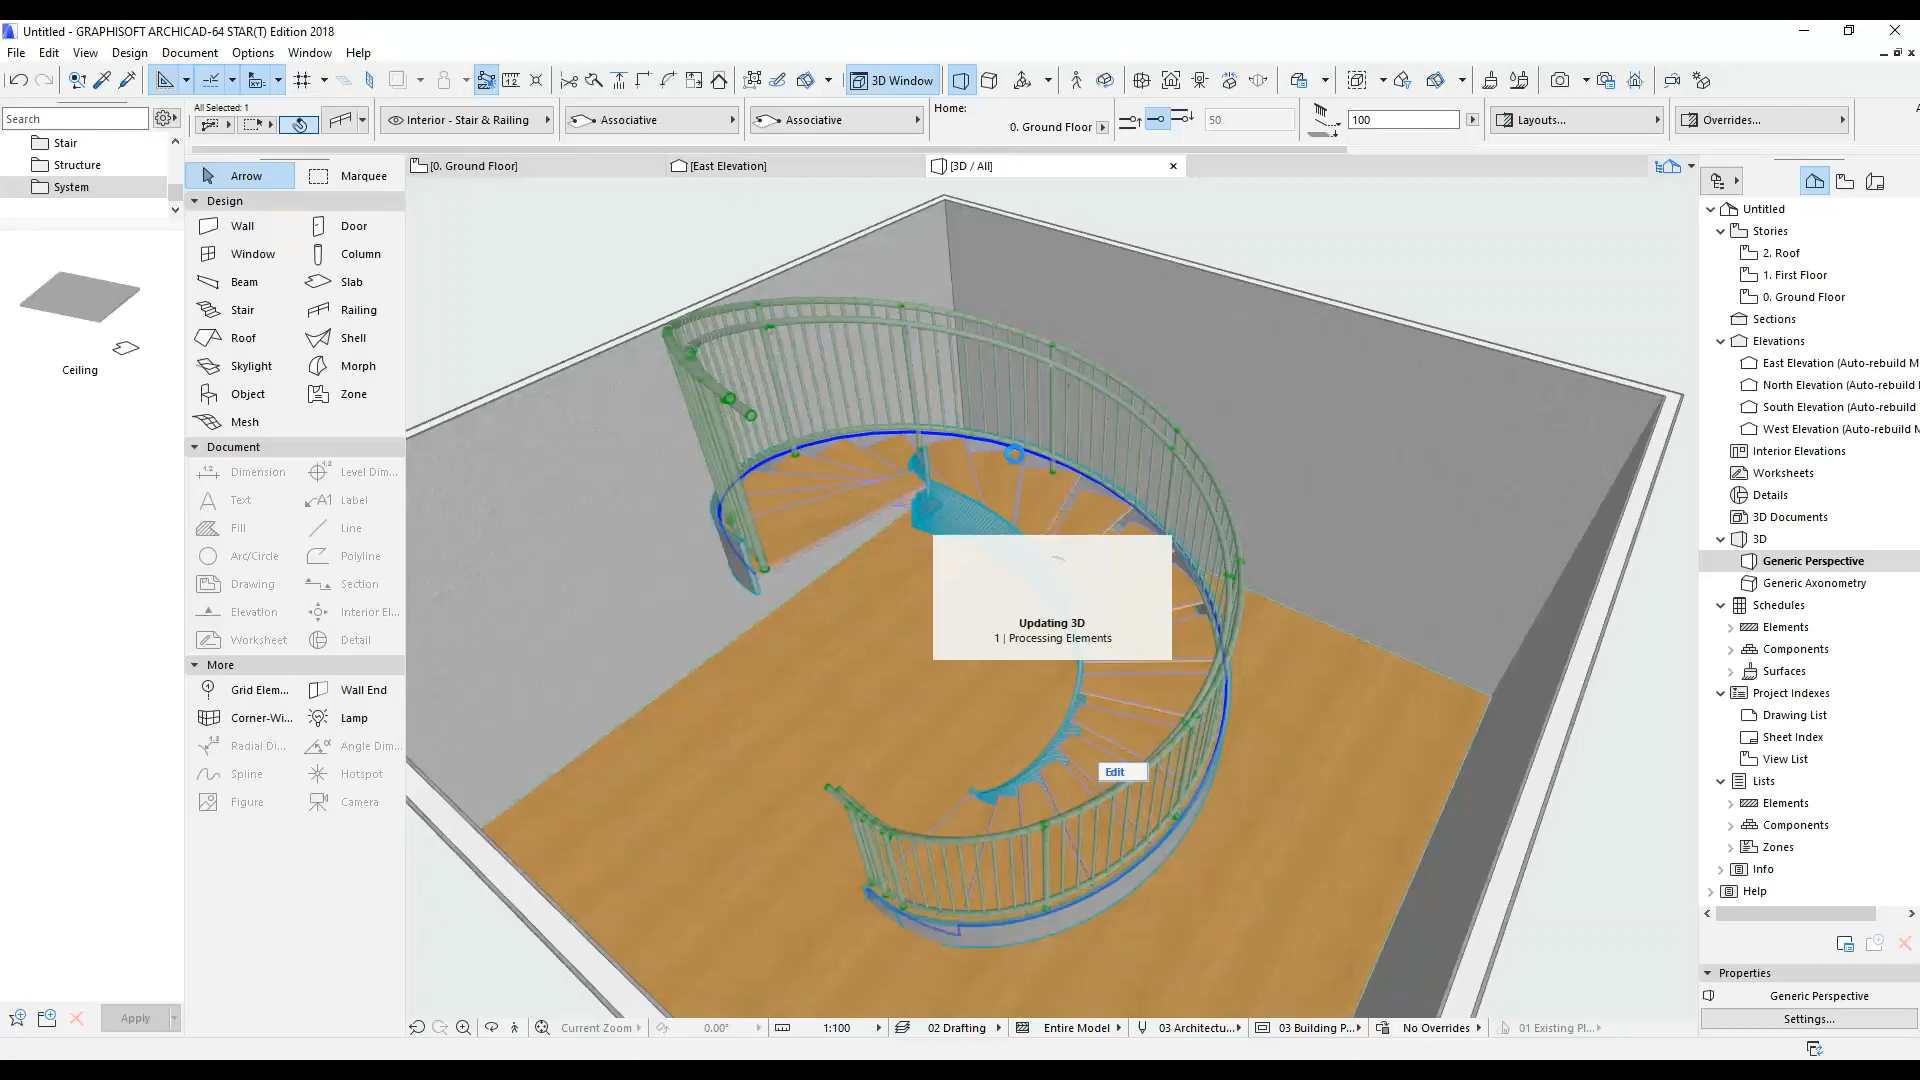 Untitled - GRAPHISOFT ARCHICAD-64 STAR(T) Edition 2018
File Edit View Design Document Options Window Help
3D Window
Search
All Selected: 1
Interior - Stair & Railing
Associative
Associative
Home:
0. Ground Floor
50
100
Layouts...
Overrides...
Stair
Structure
System
Ceiling
Apply
[0. Ground Floor]
[East Elevation]
[3D / All]
Arrow Marquee
Design
Wall Door
Window Column
Beam Slab
Stair Railing
Roof Shell
Skylight Morph
Object Zone
Mesh
Document
Dimension Level Dim...
Text A1 Label
Fill Line
Arc/Circle Polyline
Drawing Section
Elevation Interior El...
Worksheet Detail
More
Grid Elem... Wall End
Corner-Wi... Lamp
Radial Di... Angle Dim...
Spline Hotspot
Figure Camera
Updating 3D
1 | Processing Elements
Edit
Current Zoom
0.00°
1:100
02 Drafting
Entire Model
03 Architectu...
03 Building P...
No Overrides
01 Existing Pl...
Untitled
Stories
2. Roof
1. First Floor
0. Ground Floor
Sections
Elevations
East Elevation (Auto-rebuild M
North Elevation (Auto-rebuild
South Elevation (Auto-rebuild
West Elevation (Auto-rebuild M
Interior Elevations
Worksheets
Details
3D Documents
3D
Generic Perspective
Generic Axonometry
Schedules
Elements
Components
Surfaces
Project Indexes
Drawing List
Sheet Index
View List
Lists
Elements
Components
Zones
Info
Help
Properties
Generic Perspective
Settings...